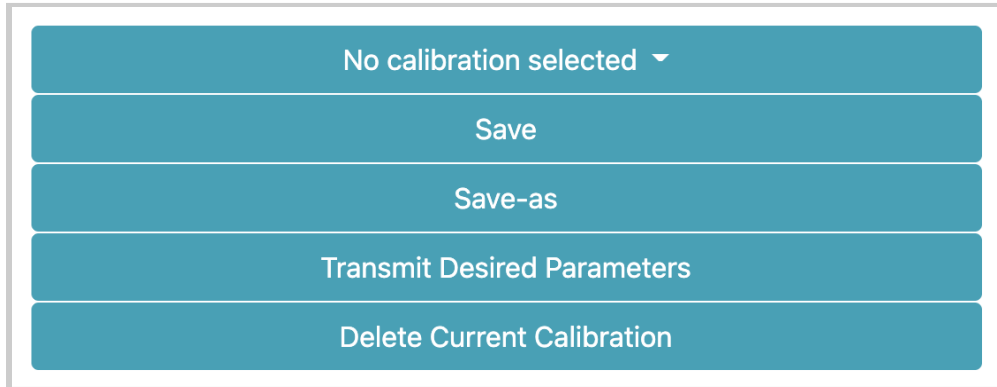 No calibration selected
Save
Save-as
Transmit Desired Parameters
Delete Current Calibration